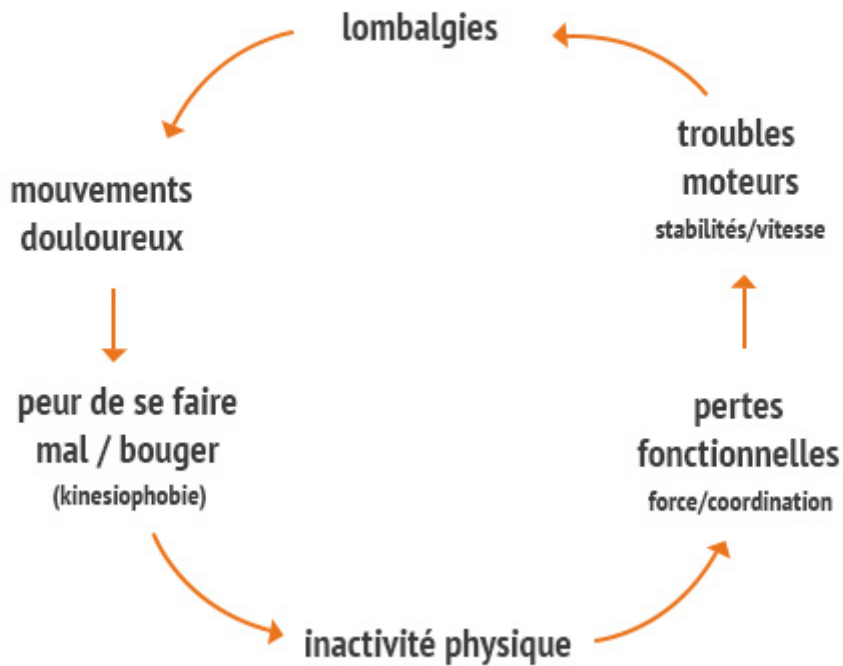 lombalgies
mouvements
douloureux
peur de se faire
mal / bouger
(kinesiophobie)
inactivité physique
pertes
fonctionnelles
force/coordination
troubles
moteurs
stabilités/vitesse